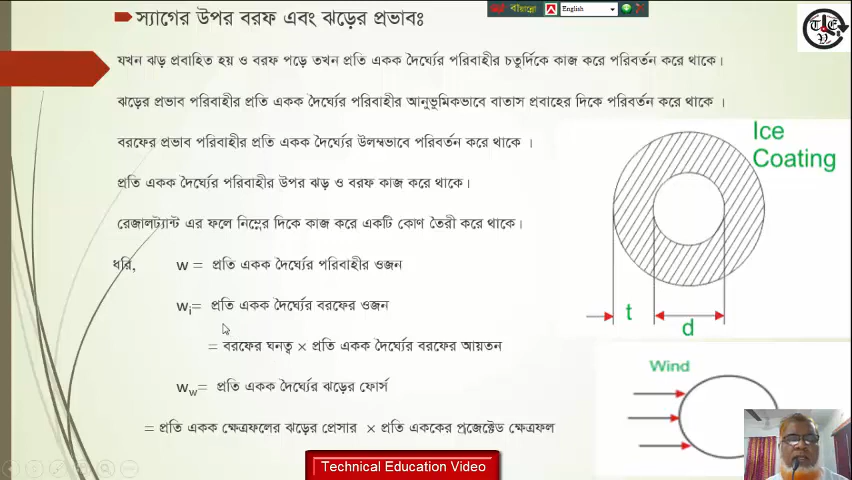 বাংলা
English
স্যাগের উপর বরফ এবং ঝড়ের প্রভাবঃ
যখন ঝড় প্রবাহিত হয় ও বরফ পড়ে তখন প্রতি একক দৈর্ঘ্যের পরিবাহীর চতুর্দিকে কাজ করে পরিবর্তন করে থাকে।
ঝড়ের প্রভাব পরিবাহীর প্রতি একক দৈর্ঘ্যের পরিবাহীর আনুভূমিকভাবে বাতাস প্রবাহের দিকে পরিবর্তন করে থাকে ।
বরফের প্রভাব পরিবাহীর প্রতি একক দৈর্ঘ্যের উলম্বভাবে পরিবর্তন করে থাকে ।
প্রতি একক দৈর্ঘ্যের পরিবাহীর উপর ঝড় ও বরফ কাজ করে থাকে।
রেজালট্যান্ট এর ফলে নিম্নের দিকে কাজ করে একটি কোণ তৈরী করে থাকে।
ধরি, w = প্রতি একক দৈর্ঘ্যের পরিবাহীর ওজন
wi= প্রতি একক দৈর্ঘ্যের বরফের ওজন
= বরফের ঘনত্ব × প্রতি একক দৈর্ঘ্যের বরফের আয়তন
ww= প্রতি একক দৈর্ঘ্যের ঝড়ের ফোর্স
= প্রতি একক ক্ষেত্রফলের ঝড়ের প্রেসার × প্রতি এককের প্রজেক্টেড ক্ষেত্রফল
Ice
Coating
t
d
Wind
Technical Education Video